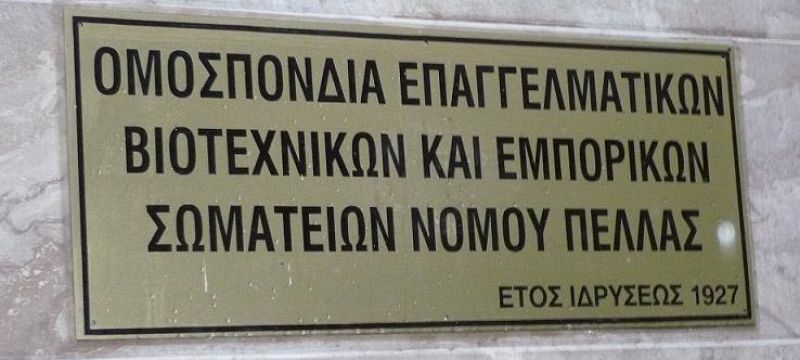 ΟΜΟΣΠΟΝΔΙΑ ΕΠΑΓΓΕΛΜΑΤΙΚΩΝ
ΒΙΟΤΕΧΝΙΚΩΝ ΚΑΙ ΕΜΠΟΡΙΚΩΝ
ΣΩΜΑΤΕΙΩΝ ΝΟΜΟΥ ΠΕΛΛΑΣ
ΕΤΟΣ ΙΔΡΥΣΕΩΣ 1927